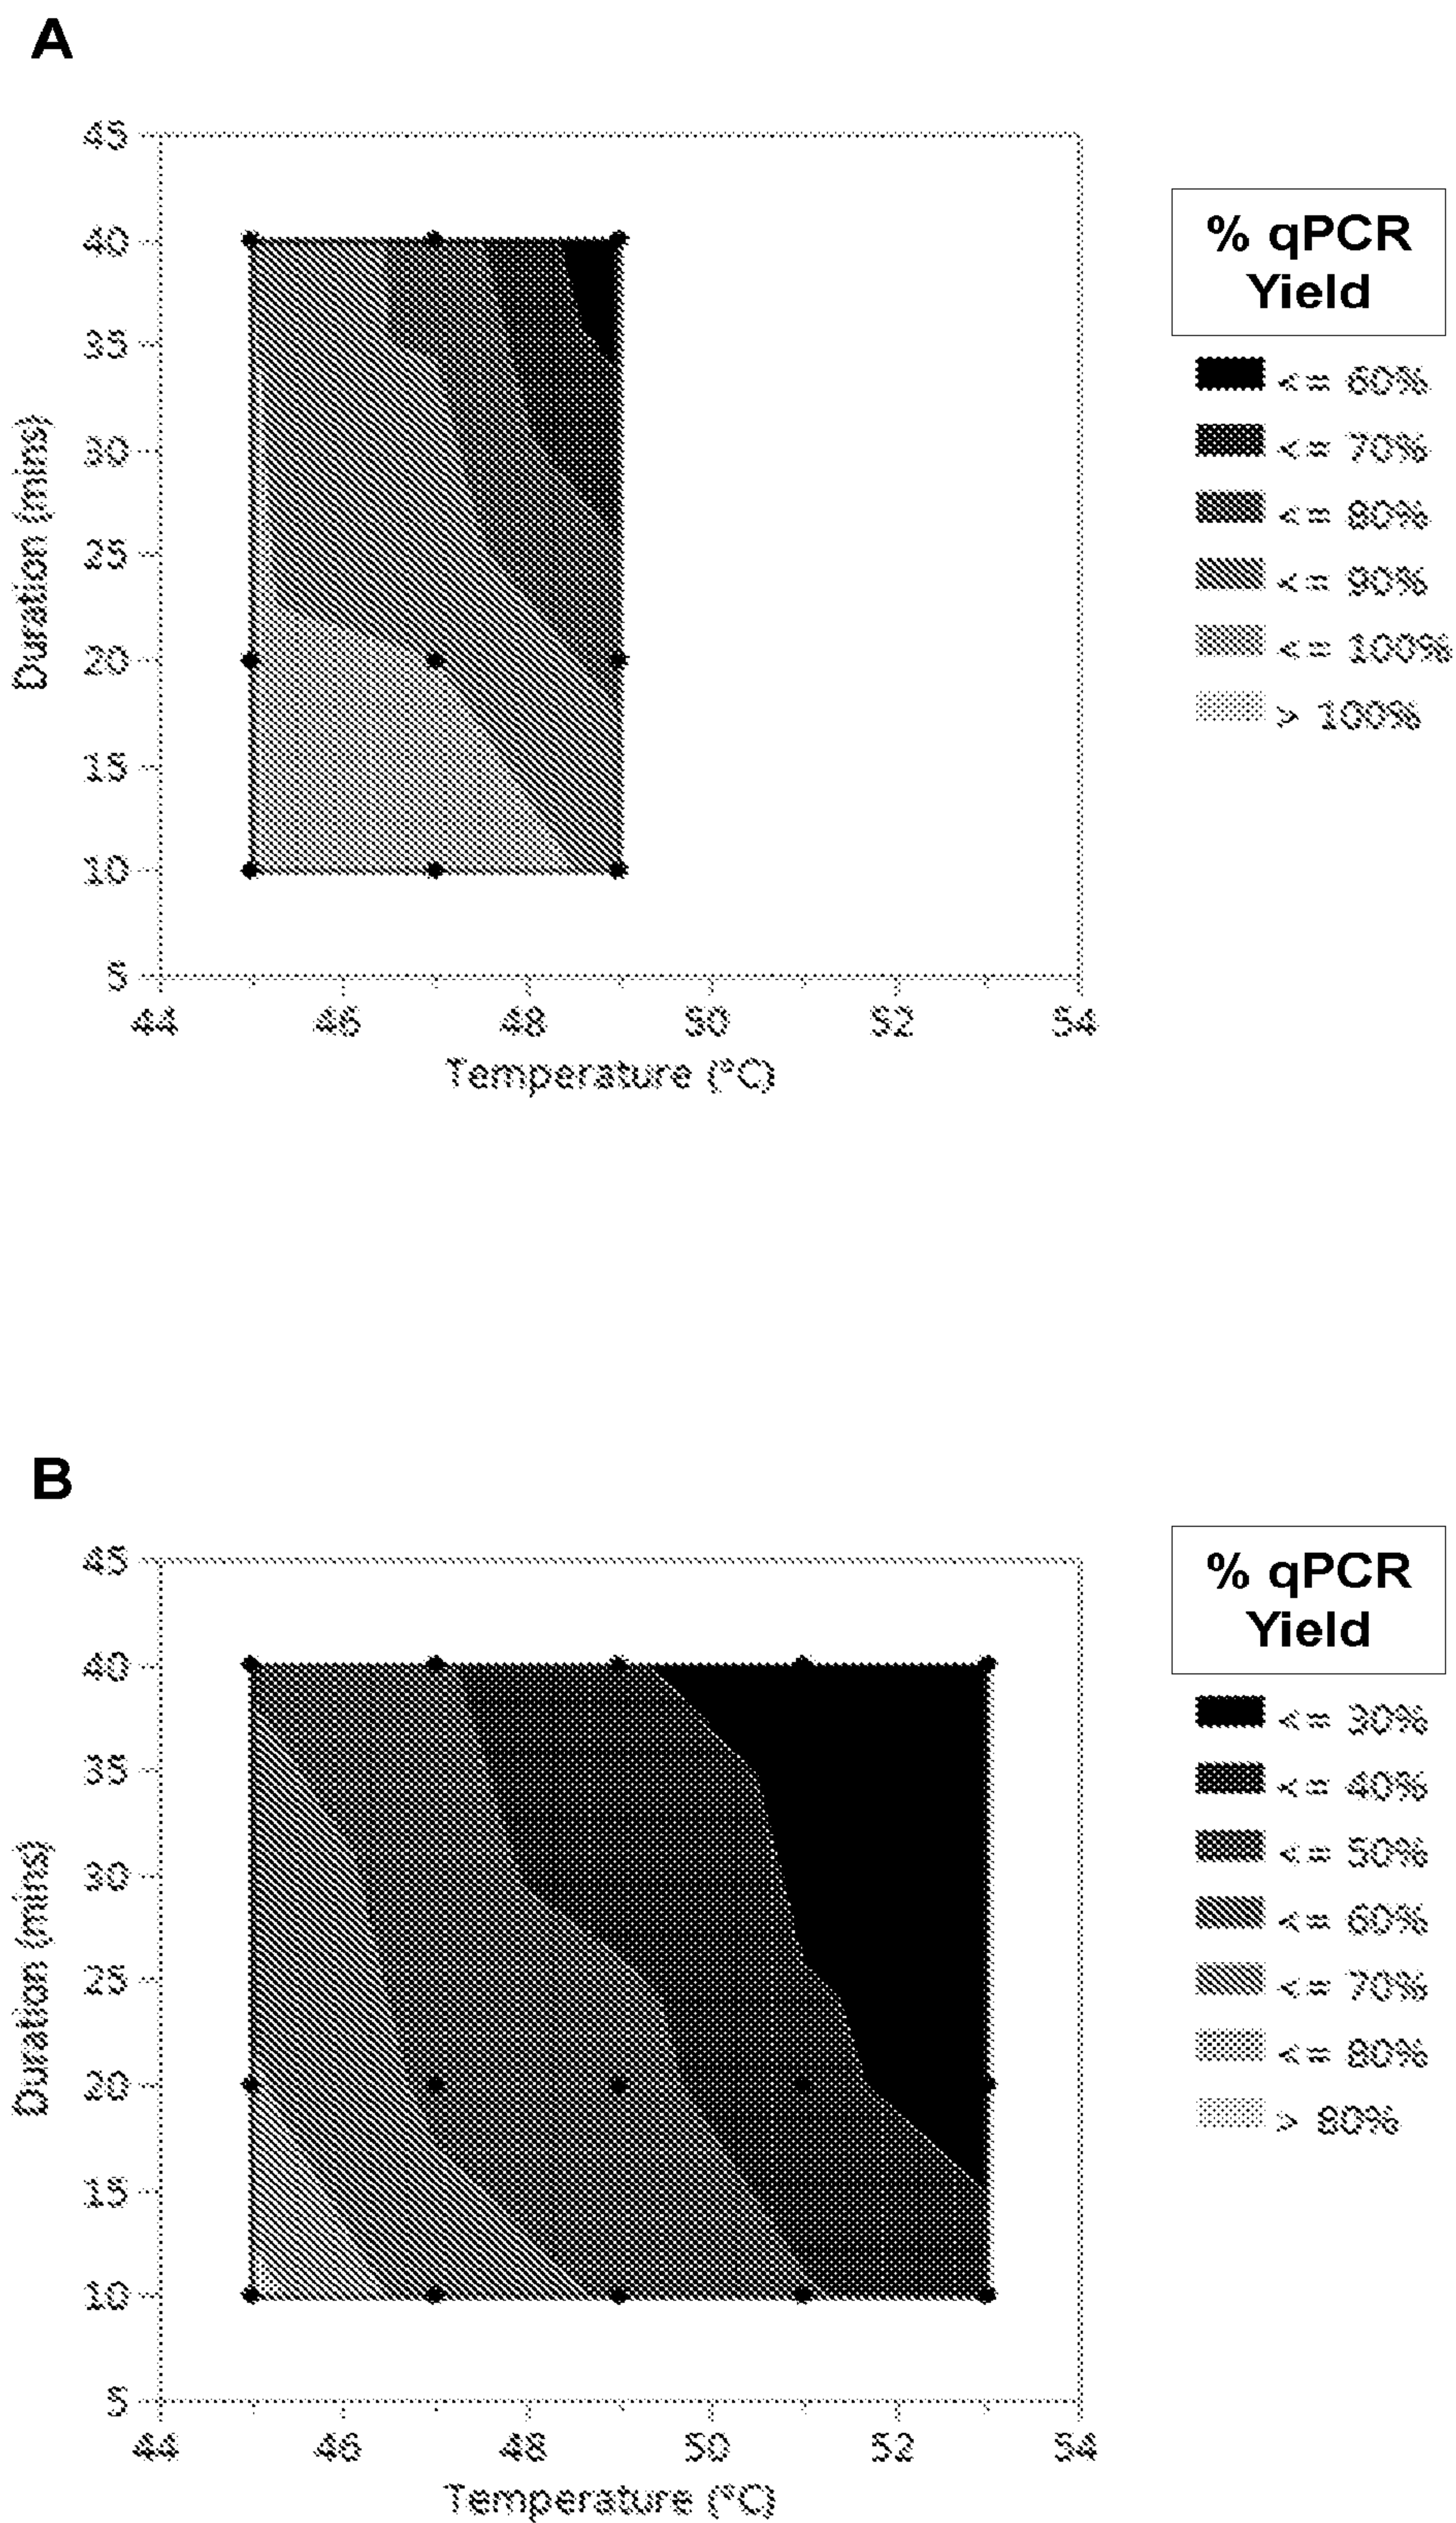 A
% qPCR
Yield
<= 60%
<= 70%
<= 80%
<= 90%
<= 100%
> 100%
45
40
35
30
25
20
15
10
5
Duration (mins)
44 46 48 50 52 54
Temperature (°C)
B
% qPCR
Yield
<= 30%
<= 40%
<= 50%
<= 60%
<= 70%
<= 80%
> 80%
45
40
35
30
25
20
15
10
5
Duration (mins)
44 46 48 50 52 54
Temperature (°C)